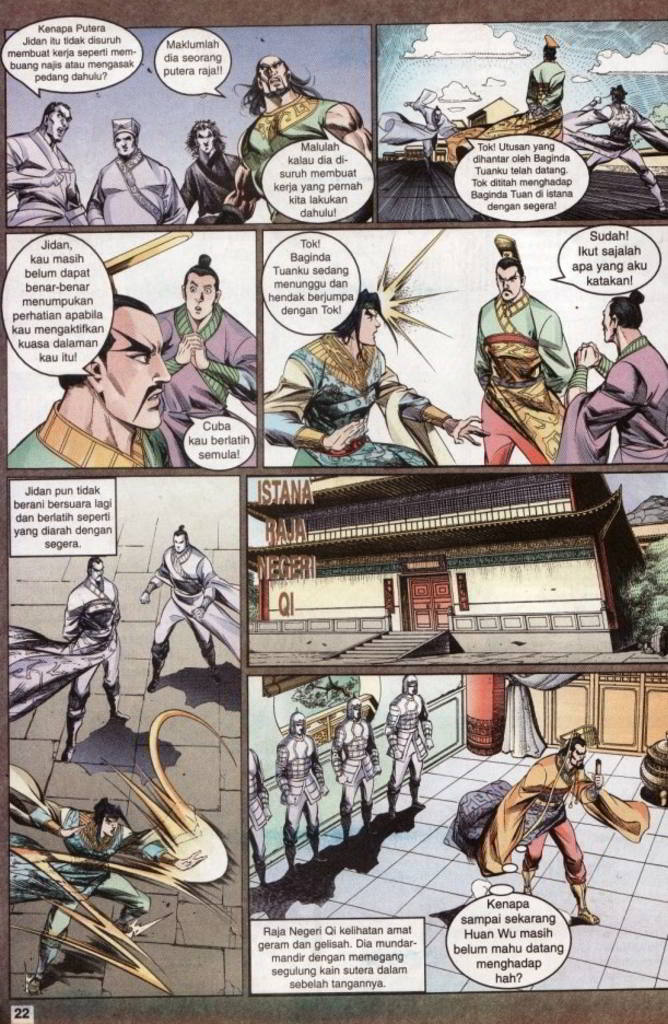 Kenapa Putera
Jidan itu tidak disuruh
membuat kerja seperti mem-
buang najis atau mengasak
pedang dahulu?
Maklumlah
dia seorang
putera raja!!
Malulah
kalau dia di-
suruh membuat
kerja yang pernah
kita lakukan
dahulu!
Tok! Utusan yang
dihantar oleh Baginda
Tuanku telah datang.
Tok dititah menghadap
Baginda Tuan di istana
dengan segera!
Jidan,
kau masih
belum dapat
benar-benar
menumpukan
perhatian apabila
kau mengaktifkan
kuasa dalaman
kau itu!
Cuba
kau berlatih
semula!
Tok!
Baginda
Tuanku sedang
menunggu dan
hendak berjumpa
dengan Tok!
Sudah!
Ikut sajalah
apa yang aku
katakan!
Jidan pun tidak
berani bersuara lagi
dan berlatih seperti
yang diarah dengan
segera.
ISTANA
RAJA
NEGERI
QI
Raja Negeri Qi kelihatan amat
geram dan gelisah. Dia mundar-
mandir dengan memegang
segulung kain sutera dalam
sebelah tangannya.
Kenapa
sampai sekarang
Huan Wu masih
belum mahu datang
menghadap
hah?
22